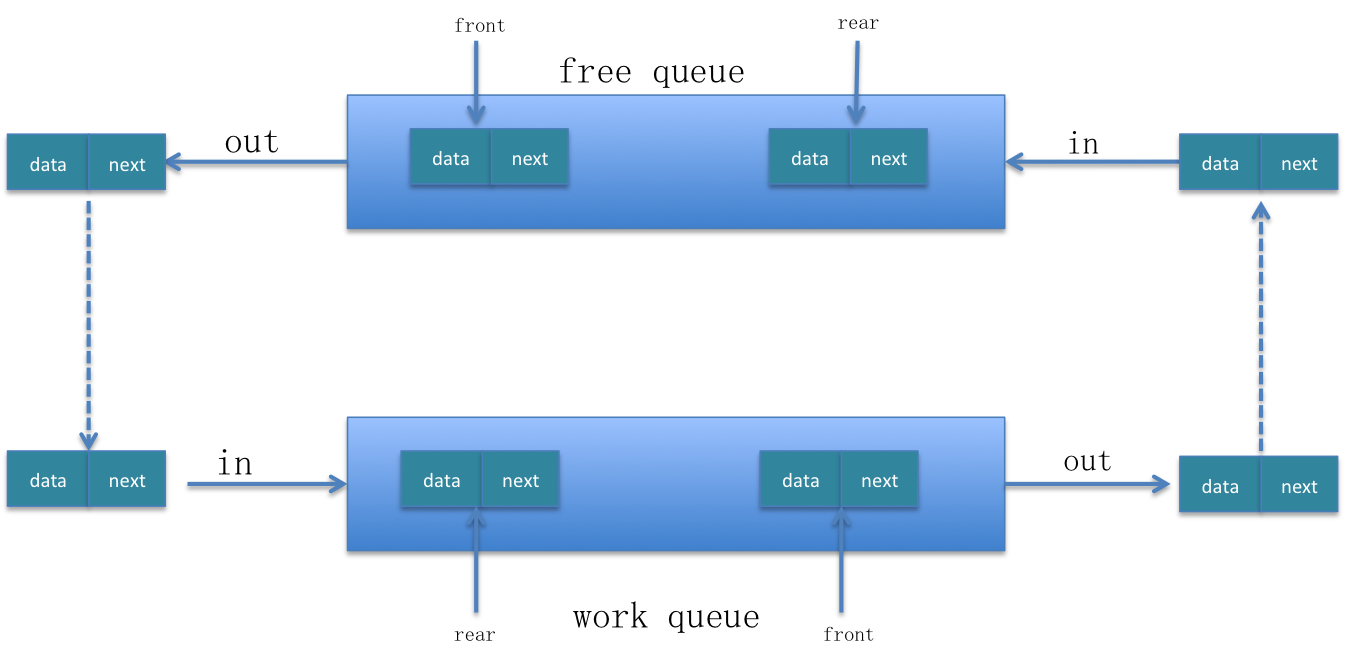 front
rear
free queue
data next
out
data next
data next
in
data next
data next
in
data next
data next
out
data next
rear
work queue
front